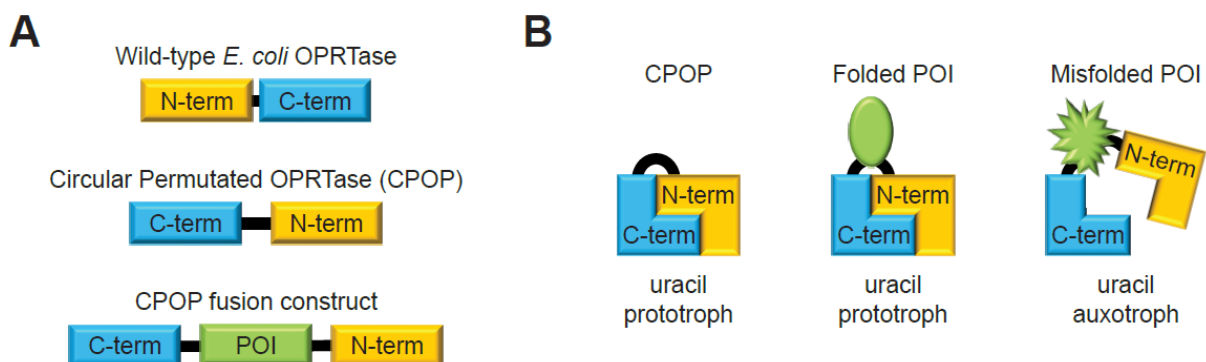 A
Wild-type E. coli OPRTase
N-term
C-term
Circular Permutated OPRTase (CPOP)
C-term
N-term
CPOP fusion construct
C-term
POI
N-term
B
CPOP
N-term
C-term
uracil
prototroph
Folded POI
N-term
C-term
uracil
prototroph
Misfolded POI
N-term
C-term
uracil
auxotroph